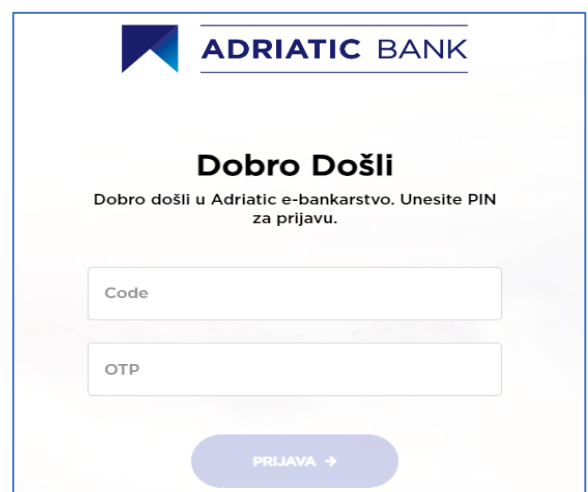 ADRIATIC BANK
Dobro Došli
Dobro došli u Adriatic e-bankarstvo. Unesite PIN
za prijavu.
Code
OTP
PRIJAVA →